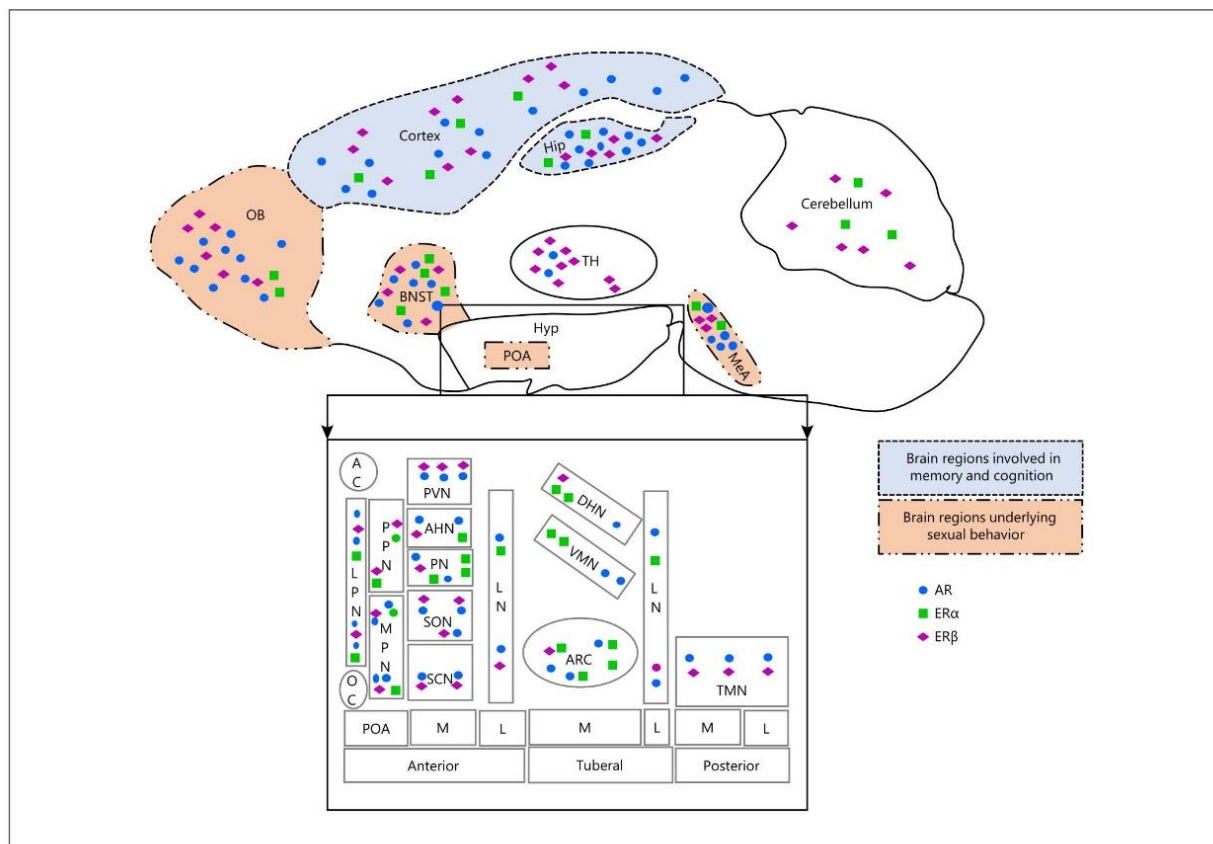 Cortex
Hip
OB
Cerebellum
TH
BNST
Hyp
POA
MeA
A
C
PVN
DHN
P
P
N
AHN
L
P
N
VMN
PN
L
N
L
N
M
P
N
SON
ARC
SCN
O
C
TMN
POA
M
L
M
L
M
L
Anterior
Tuberal
Posterior
Brain regions involved in
memory and cognition
Brain regions underlying
sexual behavior
AR
ERα
ERβ